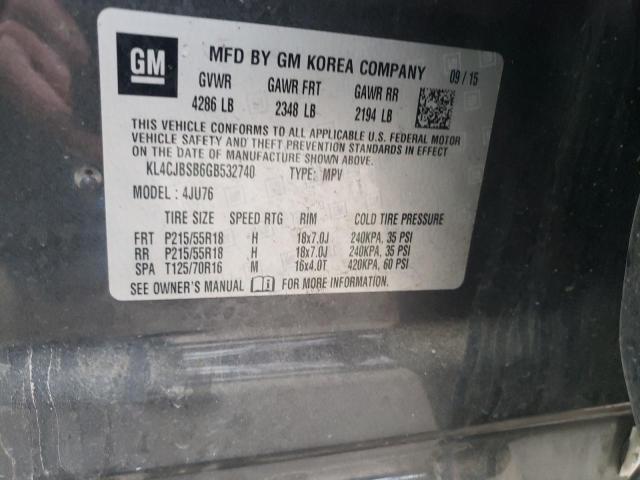 GM
MFD BY GM KOREA COMPANY 09 / 15
GVWR GAWR FRT GAWR RR
4286 LB 2348 LB 2194 LB
THIS VEHICLE CONFORMS TO ALL APPLICABLE U.S. FEDERAL MOTOR
VEHICLE SAFETY AND THEFT PREVENTION STANDARDS IN EFFECT
ON THE DATE OF MANUFACTURE SHOWN ABOVE.
KL4CJBSB6GB532740 TYPE: MPV
MODEL : 4JU76
TIRE SIZE SPEED RTG RIM COLD TIRE PRESSURE
FRT P215/55R18 H 18x7.0J 240KPA, 35 PSI
RR P215/55R18 H 18x7.0J 240KPA, 35 PSI
SPA T125/70R16 M 16x4.0T 420KPA, 60 PSI
SEE OWNER'S MANUAL FOR MORE INFORMATION.